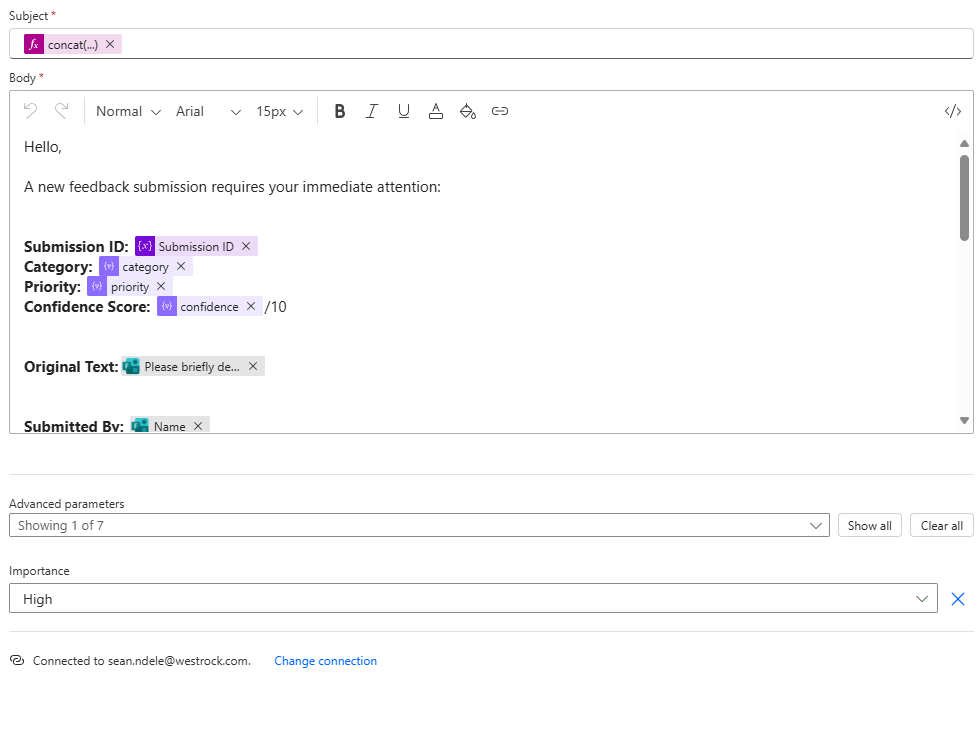 Subject *
fx concat(...)
Body *
Normal Arial 15px B I U A </>
Hello,
A new feedback submission requires your immediate attention:
Submission ID: {x} Submission ID
Category: {v} category
Priority: {v} priority
Confidence Score: {v} confidence /10
Original Text: Please briefly de...
Submitted By: Name
Advanced parameters
Showing 1 of 7 Show all Clear all
Importance
High
Connected to sean.ndele@westrock.com. Change connection